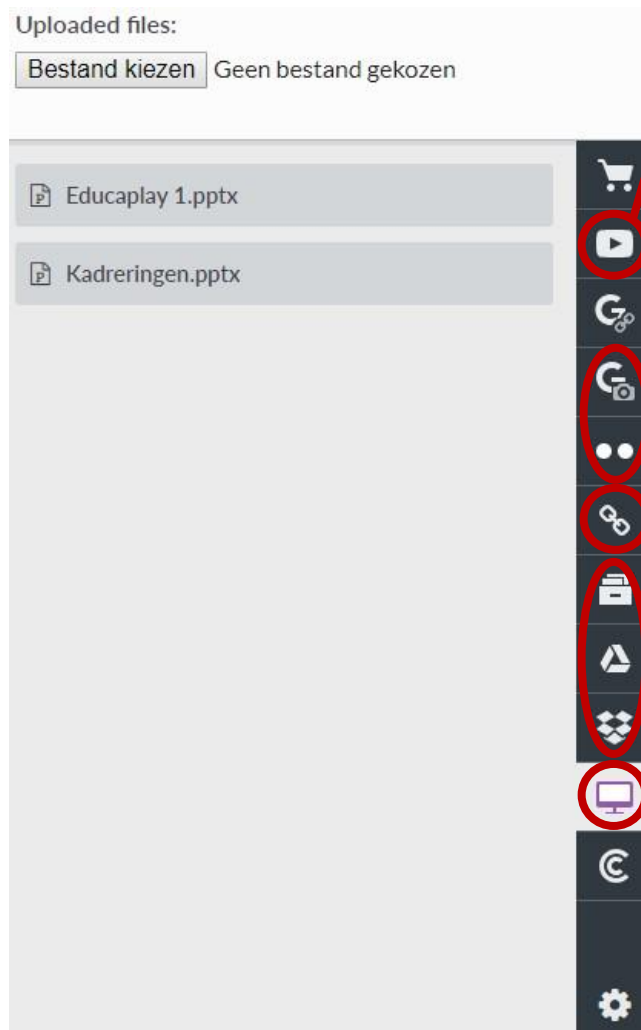 Uploaded files:
Bestand kiezen Geen bestand gekozen
Educaplay 1.pptx
Kadreringen.pptx